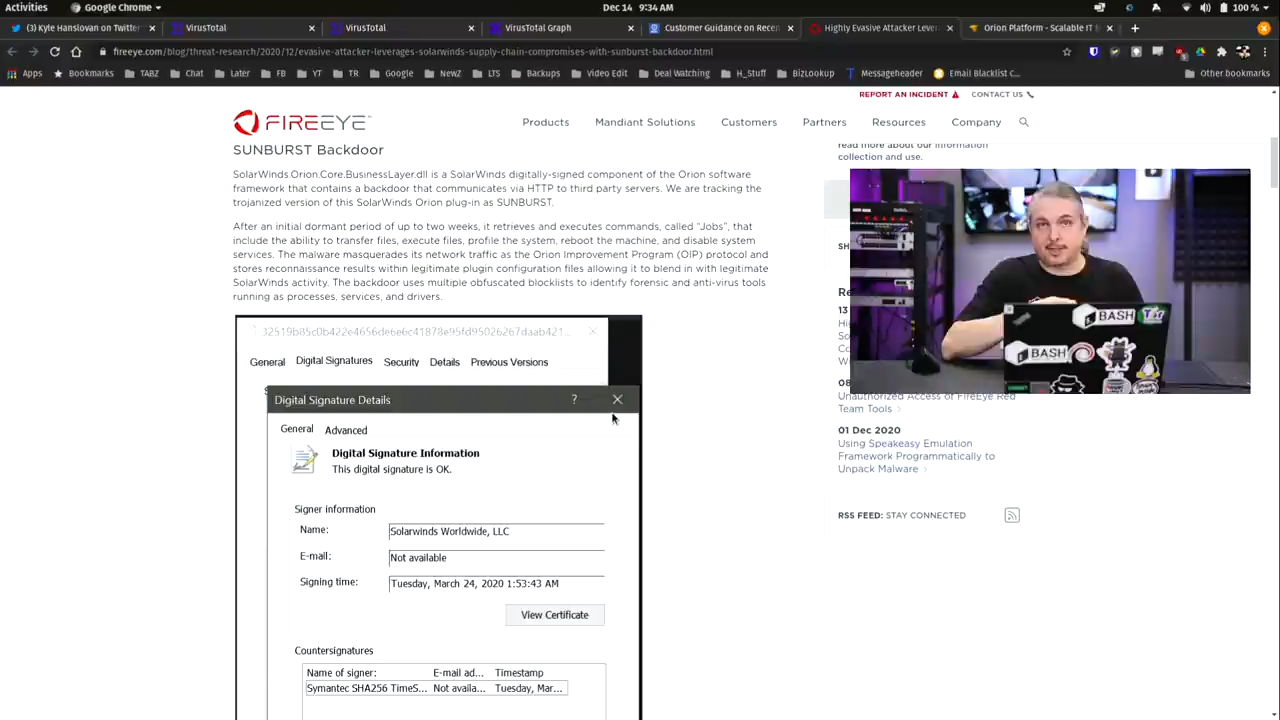 Activities
Google Chrome
Dec 14 9:34 AM
100 %
(3) Kyle Hanslovan on Twitter
VirusTotal
VirusTotal
VirusTotal Graph
Customer Guidance on Recen
Highly Evasive Attacker Lever
Orion Platform - Scalable IT
fireeye.com/blog/threat-research/2020/12/evasive-attacker-leverages-solarwinds-supply-chain-compromises-with-sunburst-backdoor.html
Apps
Bookmarks
TABZ
Chat
Later
FB
YT
TR
Google
NewZ
LTS
Backups
Video Edit
Deal Watching
H_Stuff
BizLookup
Messageheader
Email Blacklist C...
Other bookmarks
REPORT AN INCIDENT
CONTACT US
FIREEYE
Products
Mandiant Solutions
Customers
Partners
Resources
Company
SUNBURST Backdoor
SolarWinds.Orion.Core.BusinessLayer.dll is a SolarWinds digitally-signed component of the Orion software
framework that contains a backdoor that communicates via HTTP to third party servers. We are tracking the
trojanized version of this SolarWinds Orion plug-in as SUNBURST.
After an initial dormant period of up to two weeks, it retrieves and executes commands, called “Jobs”, that
include the ability to transfer files, execute files, profile the system, reboot the machine, and disable system
services. The malware masquerades its network traffic as the Orion Improvement Program (OIP) protocol and
stores reconnaissance results within legitimate plugin configuration files allowing it to blend in with legitimate
SolarWinds activity. The backdoor uses multiple obfuscated blocklists to identify forensic and anti-virus tools
running as processes, services, and drivers.
General
Digital Signatures
Security
Details
Previous Versions
Digital Signature Details
?
General
Advanced
Digital Signature Information
This digital signature is OK.
Signer information
Name:
Solarwinds Worldwide, LLC
E-mail:
Not available
Signing time:
Tuesday, March 24, 2020 1:53:43 AM
View Certificate
Countersignatures
Name of signer:
E-mail ad...
Timestamp
Symantec SHA256 TimeS...
Not availa...
Tuesday, Mar...
read more about our information
collection and use.
BASH
BASH
Unauthorized Access of FireEye Red
Team Tools
01 Dec 2020
Using Speakeasy Emulation
Framework Programmatically to
Unpack Malware
RSS FEED: STAY CONNECTED